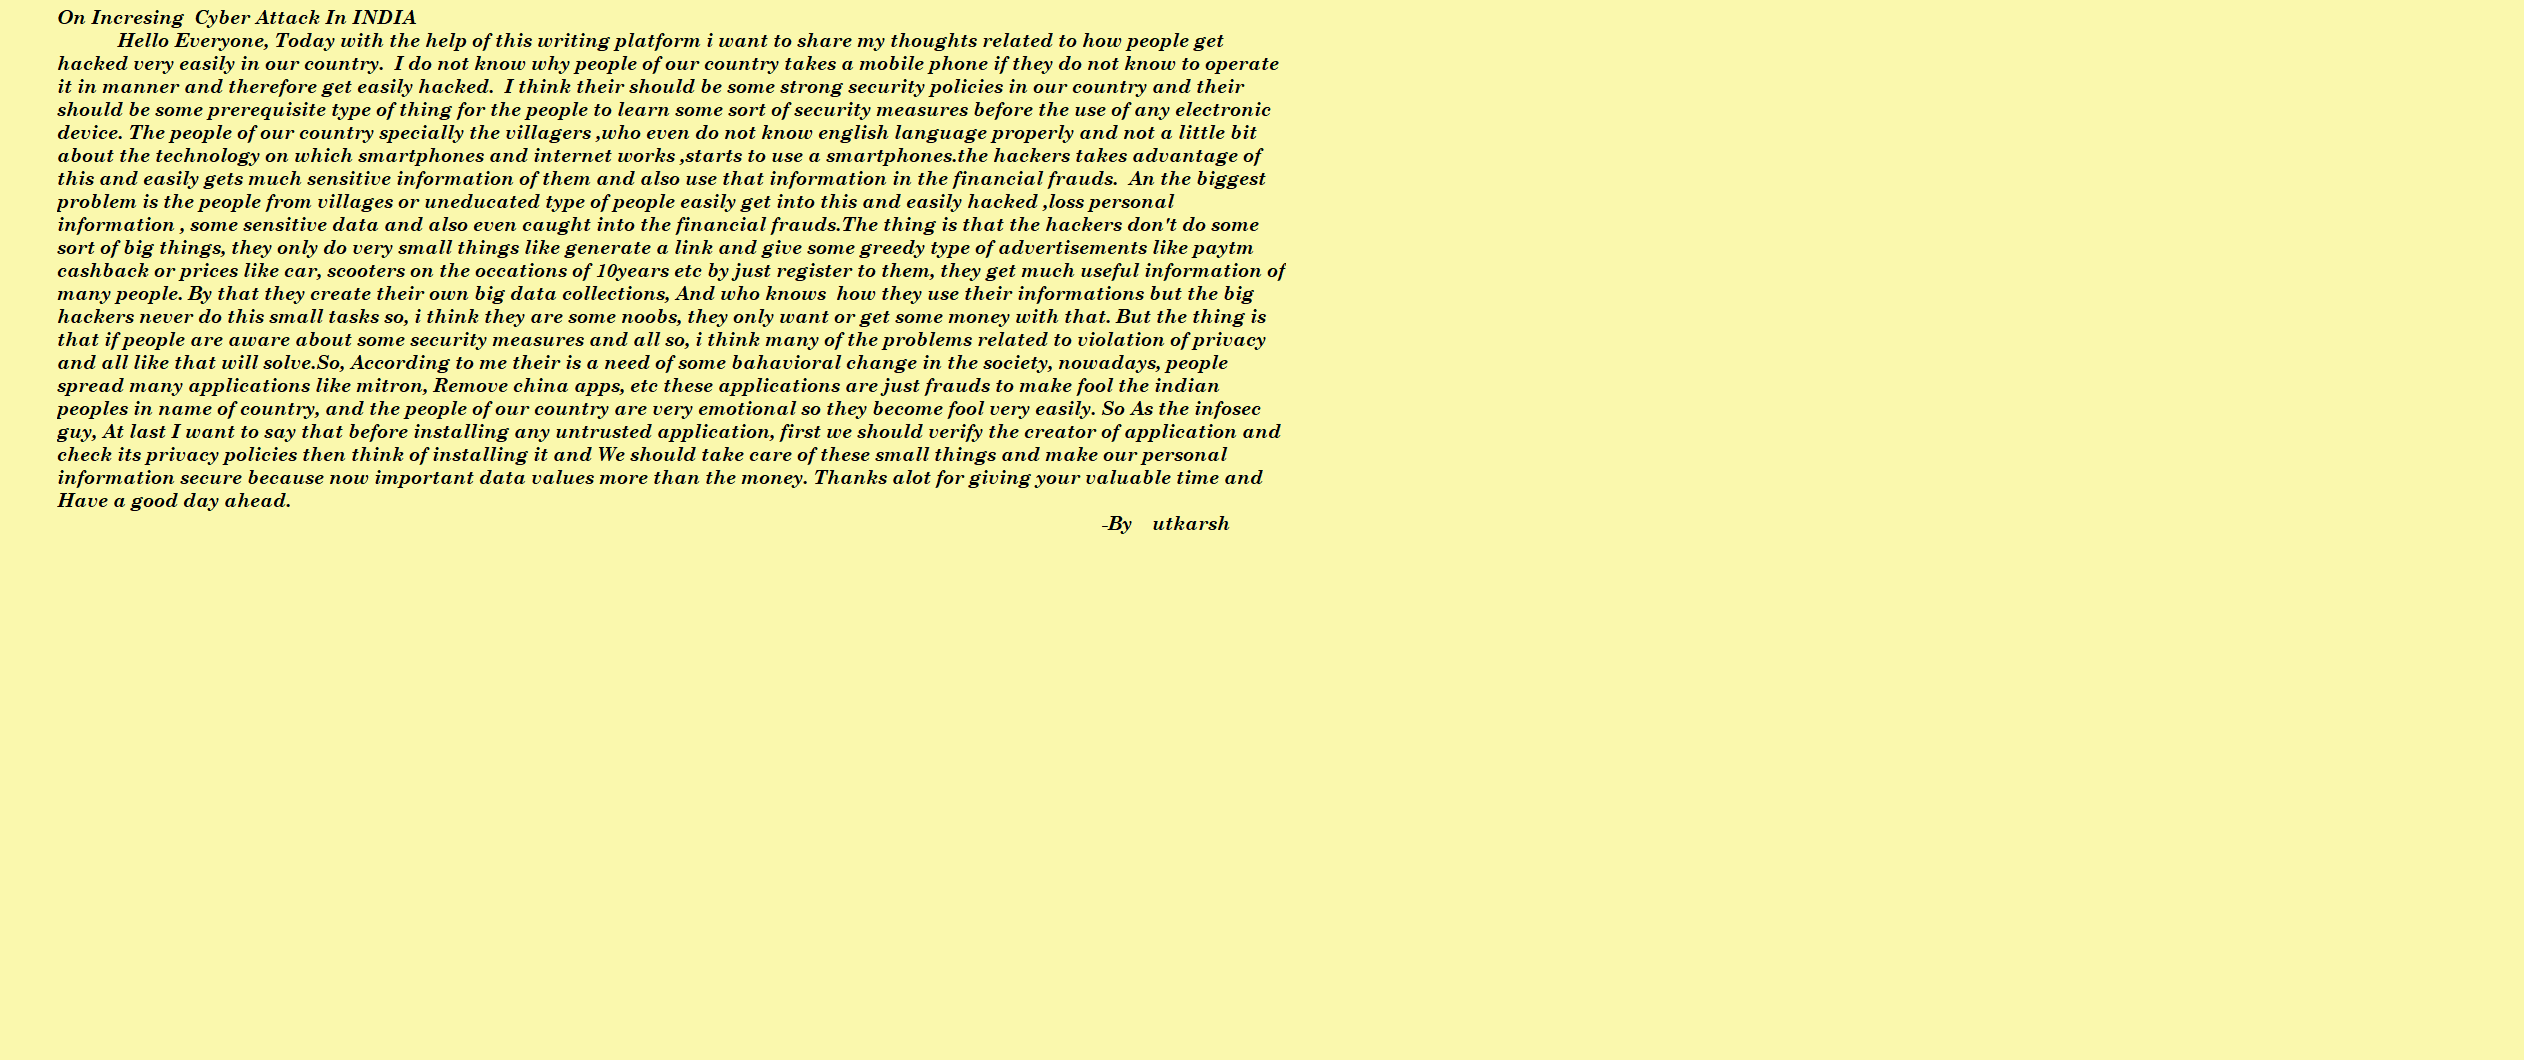 On Incresing  Cyber Attack In INDIA
Hello Everyone, Today with the help of this writing platform i want to share my thoughts related to how people get
hacked very easily in our country.  I do not know why people of our country takes a mobile phone if they do not know to operate
it in manner and therefore get easily hacked.  I think their should be some strong security policies in our country and their
should be some prerequisite type of thing for the people to learn some sort of security measures before the use of any electronic
device. The people of our country specially the villagers ,who even do not know english language properly and not a little bit
about the technology on which smartphones and internet works ,starts to use a smartphones.the hackers takes advantage of
this and easily gets much sensitive information of them and also use that information in the financial frauds.  An the biggest
problem is the people from villages or uneducated type of people easily get into this and easily hacked ,loss personal
information , some sensitive data and also even caught into the financial frauds.The thing is that the hackers don't do some
sort of big things, they only do very small things like generate a link and give some greedy type of advertisements like paytm
cashback or prices like car, scooters on the occations of 10years etc by just register to them, they get much useful information of
many people. By that they create their own big data collections, And who knows  how they use their informations but the big
hackers never do this small tasks so, i think they are some noobs, they only want or get some money with that. But the thing is
that if people are aware about some security measures and all so, i think many of the problems related to violation of privacy
and all like that will solve.So, According to me their is a need of some bahavioral change in the society, nowadays, people
spread many applications like mitron, Remove china apps, etc these applications are just frauds to make fool the indian
peoples in name of country, and the people of our country are very emotional so they become fool very easily. So As the infosec
guy, At last I want to say that before installing any untrusted application, first we should verify the creator of application and
check its privacy policies then think of installing it and We should take care of these small things and make our personal
information secure because now important data values more than the money. Thanks alot for giving your valuable time and
Have a good day ahead.
-By    utkarsh